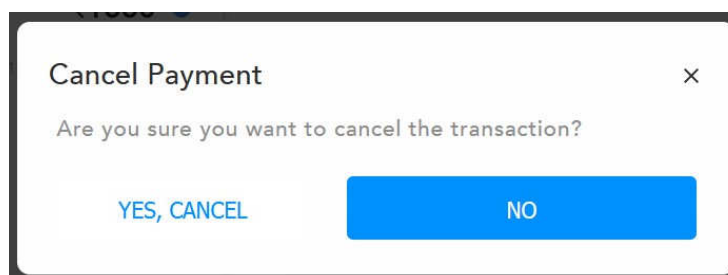 Cancel Payment
Are you sure you want to cancel the transaction?
YES, CANCEL
NO